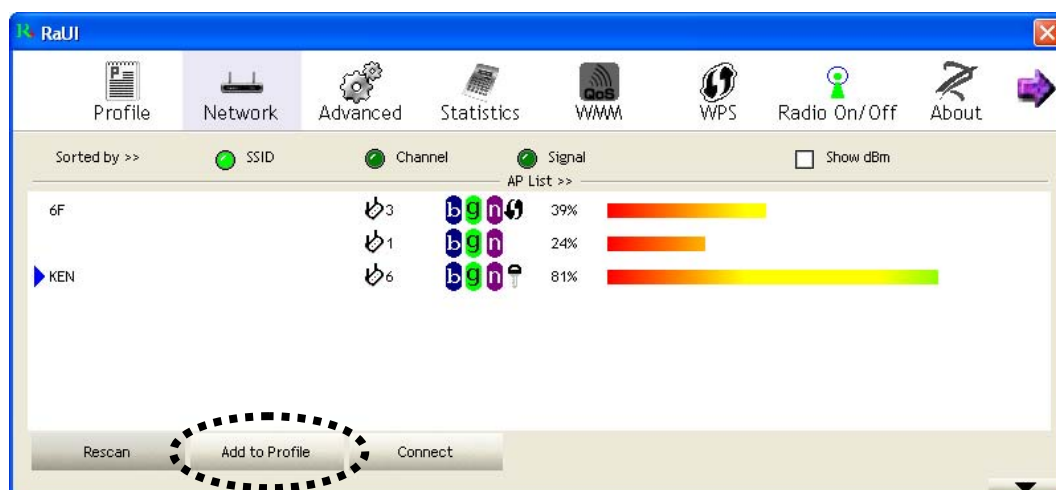 RaUI
Profile Network Advanced Statistics WMM WPS Radio On/Off About
Sorted by >> SSID Channel Signal Show dBm
AP List >>
6F 3 b g n 39%
1 b g n 24%
KEN 6 b g n 81%
Rescan Add to Profile Connect